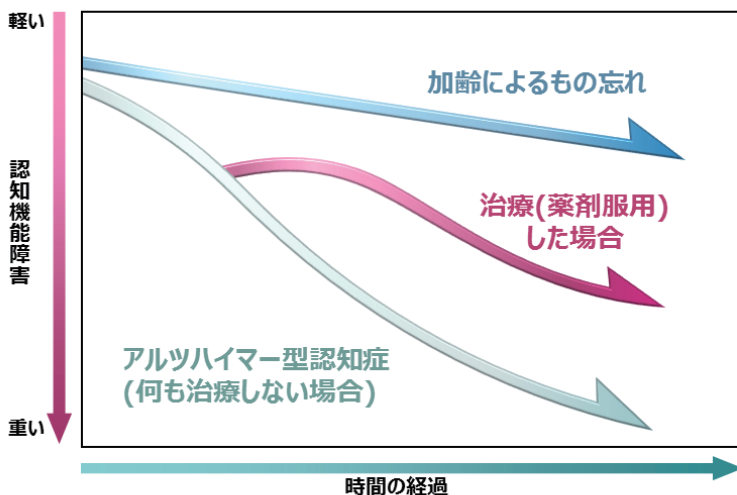 軽い
加齢によるもの忘れ
認知機能障害
治療(薬剤服用)
した場合
アルツハイマー型認知症
(何も治療しない場合)
重い
時間の経過